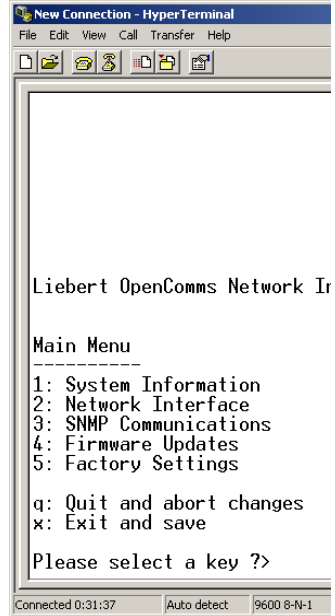 New Connection - HyperTerminal
File Edit View Call Transfer Help
Liebert OpenComms Network In
Main Menu
----------
1: System Information
2: Network Interface
3: SNMP Communications
4: Firmware Updates
5: Factory Settings
q: Quit and abort changes
x: Exit and save
Please select a key ?>
Connected 0:31:37 Auto detect 9600 8-N-1